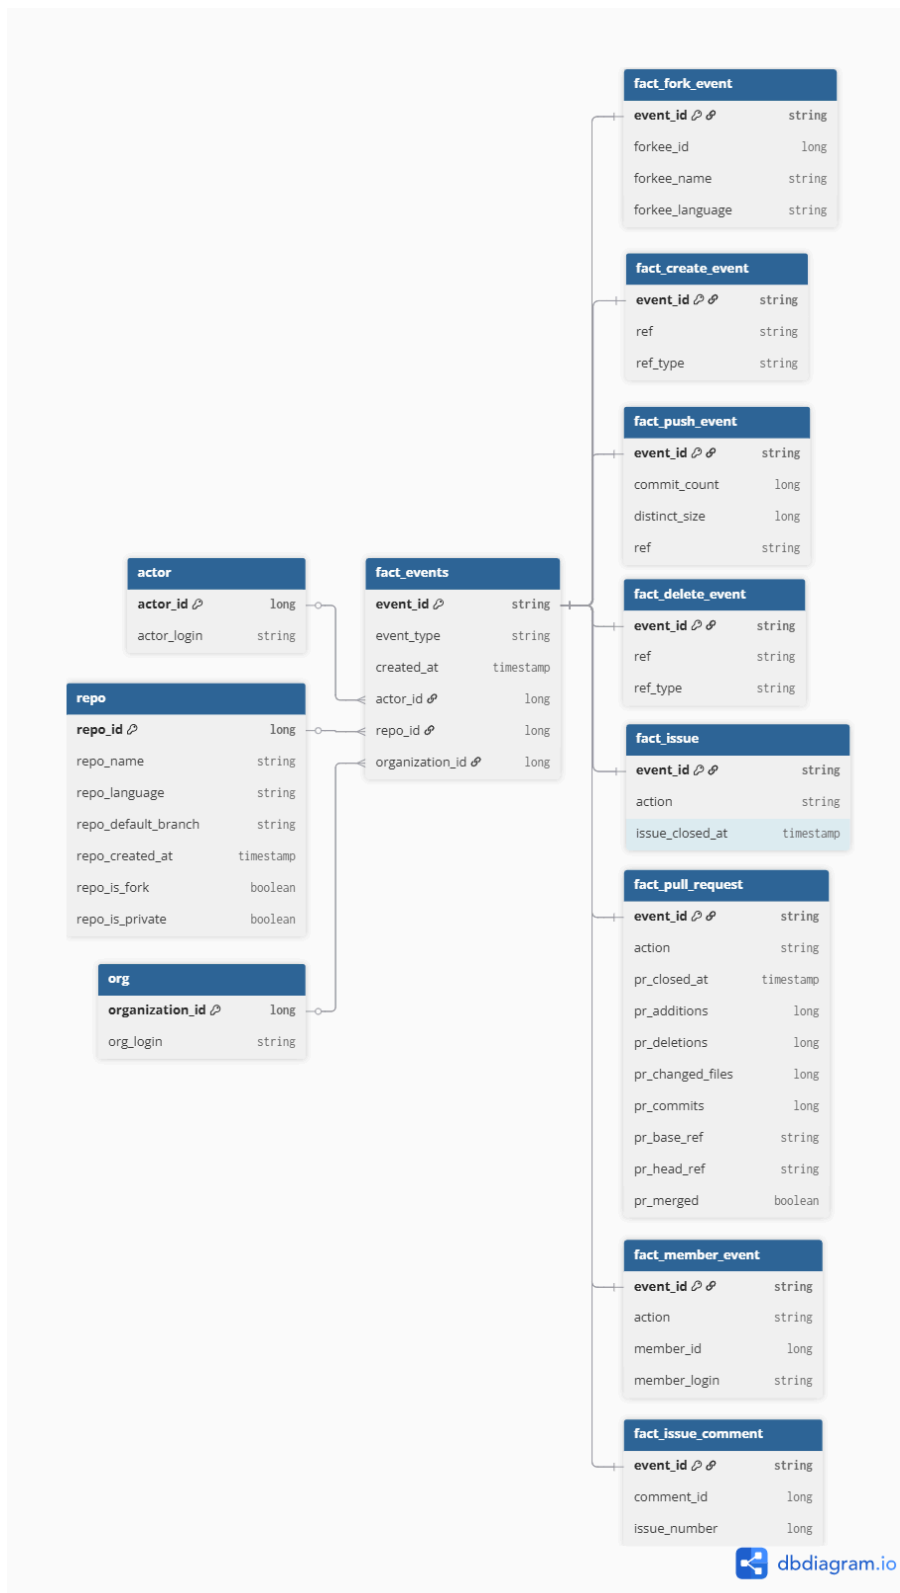 fact_fork_event
event_id string
forkee_id long
forkee_name string
forkee_language string
fact_create_event
event_id string
ref string
ref_type string
fact_push_event
event_id string
commit_count long
distinct_size long
ref string
actor
actor_id long
actor_login string
repo
repo_id long
repo_name string
repo_language string
repo_default_branch string
repo_created_at timestamp
repo_is_fork boolean
repo_is_private boolean
org
organization_id long
org_login string
fact_events
event_id string
event_type string
created_at timestamp
actor_id long
repo_id long
organization_id long
fact_delete_event
event_id string
ref string
ref_type string
fact_issue
event_id string
action string
issue_closed_at timestamp
fact_pull_request
event_id string
action string
pr_closed_at timestamp
pr_additions long
pr_deletions long
pr_changed_files long
pr_commits long
pr_base_ref string
pr_head_ref string
pr_merged boolean
fact_member_event
event_id string
action string
member_id long
member_login string
fact_issue_comment
event_id string
comment_id long
issue_number long
dbdiagram.io